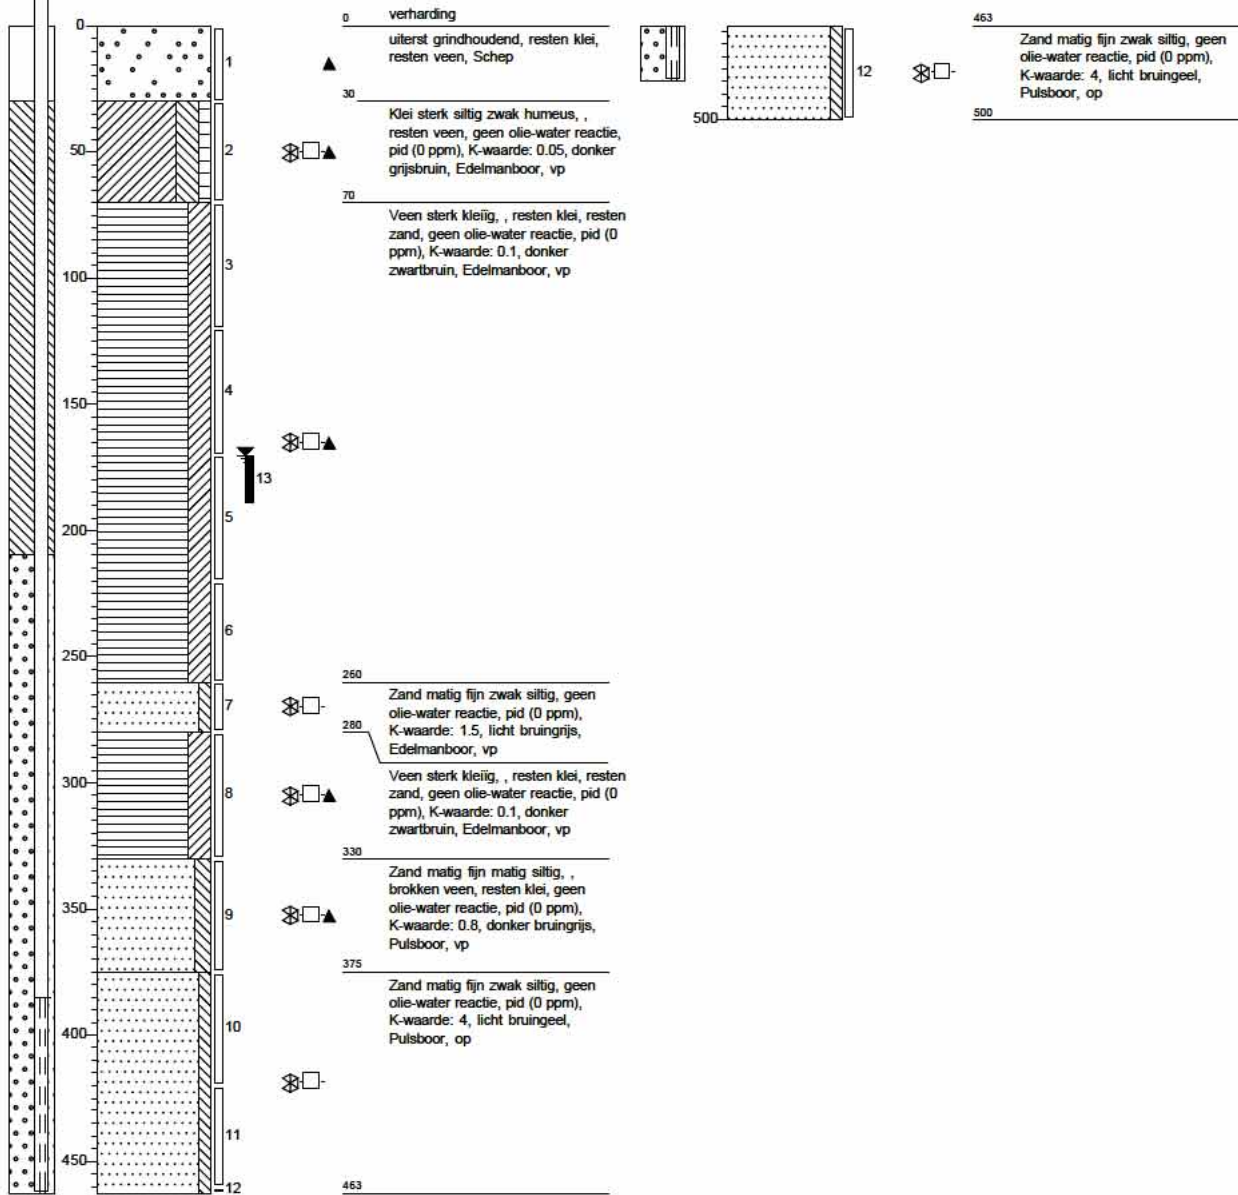 0 verharding
uiterst grindhoudend, resten klei,
resten veen, Schep
30
Klei sterk siltig zwak humeus, ,
resten veen, geen olie-water reactie,
pid (0 ppm), K-waarde: 0.05, donker
grijsbruin, Edelmanboor, vp
70
Veen sterk kleiïg, , resten klei, resten
zand, geen olie-water reactie, pid (0
ppm), K-waarde: 0.1, donker
zwartbruin, Edelmanboor, vp
260
Zand matig fijn zwak siltig, geen
olie-water reactie, pid (0 ppm),
K-waarde: 1.5, licht bruingrijs,
Edelmanboor, vp
280
Veen sterk kleiïg, , resten klei, resten
zand, geen olie-water reactie, pid (0
ppm), K-waarde: 0.1, donker
zwartbruin, Edelmanboor, vp
330
Zand matig fijn matig siltig, ,
brokken veen, resten klei, geen
olie-water reactie, pid (0 ppm),
K-waarde: 0.8, donker bruingrijs,
Pulsboor, vp
375
Zand matig fijn zwak siltig, geen
olie-water reactie, pid (0 ppm),
K-waarde: 4, licht bruingeel,
Pulsboor, op
463
0
50
100
150
200
250
300
350
400
450
1
2
3
4
13
5
6
7
8
9
10
11
12
500
12
463
Zand matig fijn zwak siltig, geen
olie-water reactie, pid (0 ppm),
K-waarde: 4, licht bruingeel,
Pulsboor, op
500